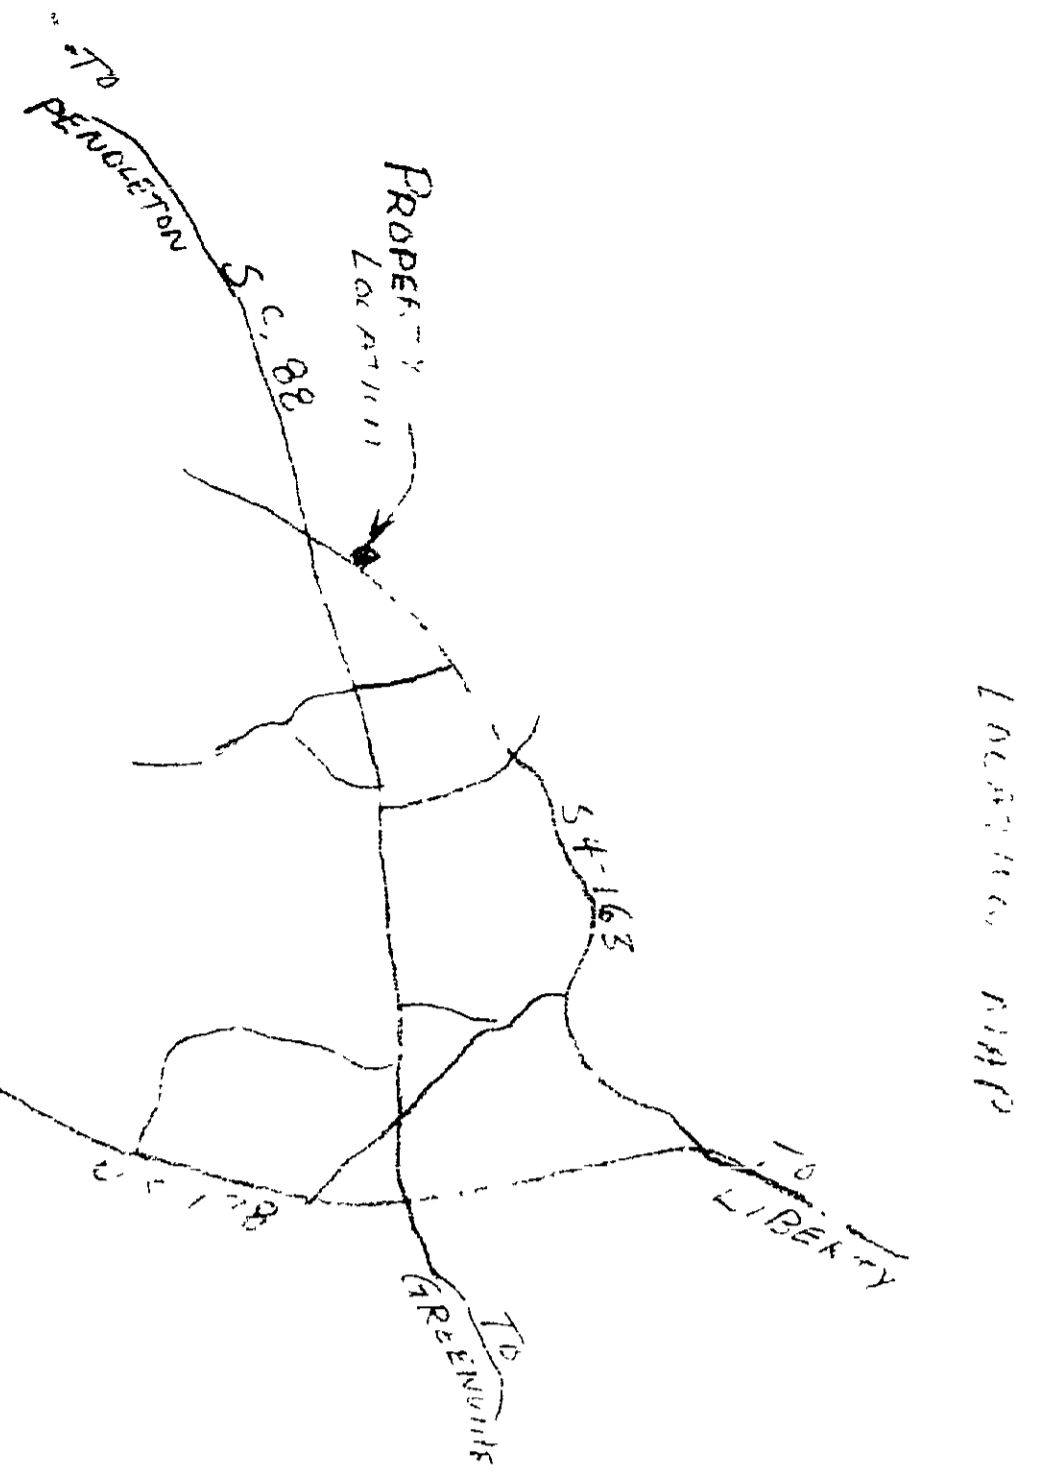 LOCATION MAP
TO
LIBERTY
S4-163
PROPERTY
LOCATION
S.C. 88
TO
PENDLETON
TO
GREENVILLE
178